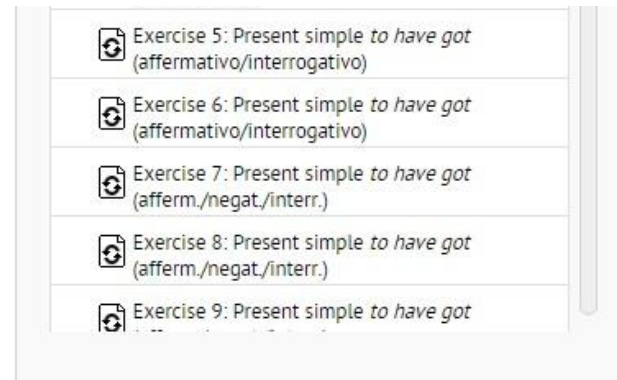 Exercise 5: Present simple to have got
(affermativo/interrogativo)
Exercise 6: Present simple to have got
(affermativo/interrogativo)
Exercise 7: Present simple to have got
(afferm./negat./interr.)
Exercise 8: Present simple to have got
(afferm./negat./interr.)
Exercise 9: Present simple to have got